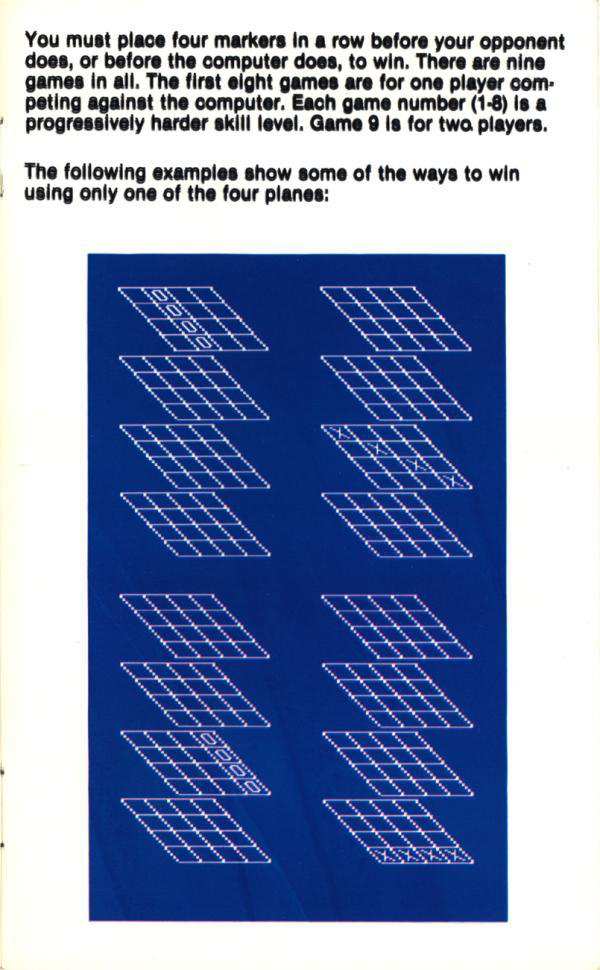 You must place four markers in a row before your opponent
does, or before the computer does, to win. There are nine
games in all. The first eight games are for one player com-
peting against the computer. Each game number (1-8) is a
progressively harder skill level. Game 9 is for two players.
The following examples show some of the ways to win
using only one of the four planes: